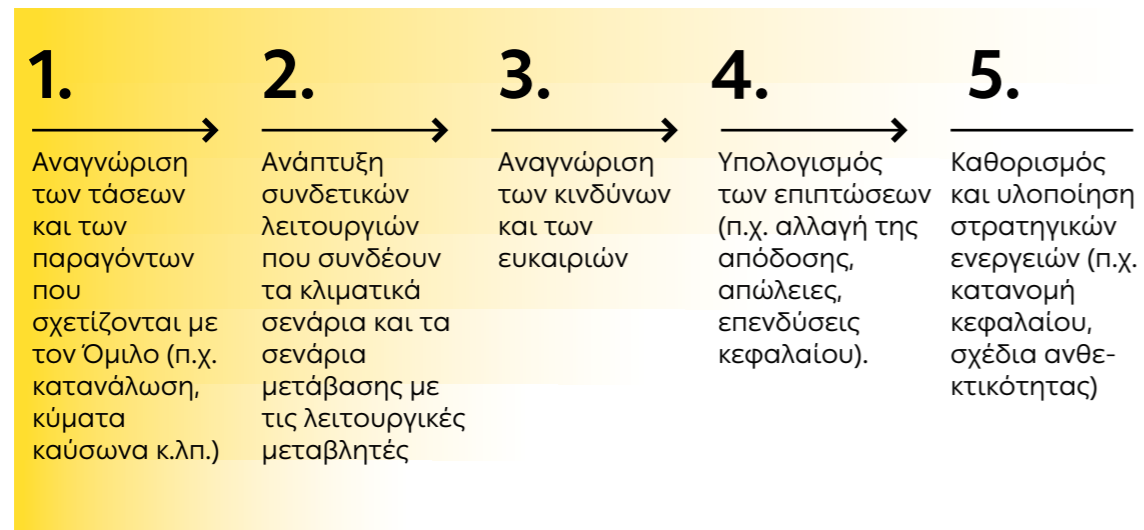 1.
Αναγνώριση
των τάσεων
και των
παραγόντων
που
σχετίζονται με
τον Όμιλο (π.χ.
κατανάλωση,
κύματα
καύσωνα κ.λπ.)
2.
Ανάπτυξη
συνδετικών
λειτουργιών
που συνδέουν
τα κλιματικά
σενάρια και τα
σενάρια
μετάβασης με
τις λειτουργικές
μεταβλητές
3.
Αναγνώριση
των κινδύνων
και των
ευκαιριών
4.
Υπολογισμός
των επιπτώσεων
(π.χ. αλλαγή της
απόδοσης,
απώλειες,
επενδύσεις
κεφαλαίου).
5.
Καθορισμός
και υλοποίηση
στρατηγικών
ενεργειών (π.χ.
κατανομή
κεφαλαίου,
σχέδια ανθε-
κτικότητας)